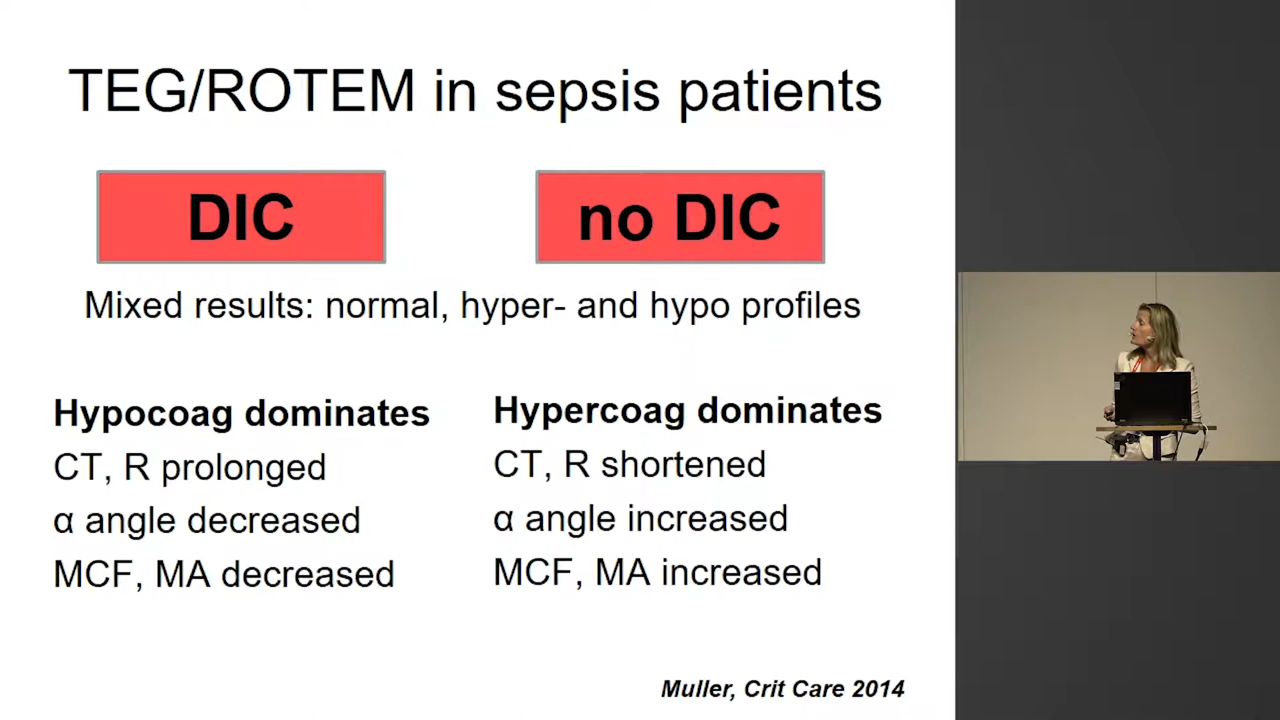 TEG/ROTEM in sepsis patients
DIC
no DIC
Mixed results: normal, hyper- and hypo profiles
Hypocoag dominates
CT, R prolonged
α angle decreased
MCF, MA decreased
Hypercoag dominates
CT, R shortened
α angle increased
MCF, MA increased
Muller, Crit Care 2014